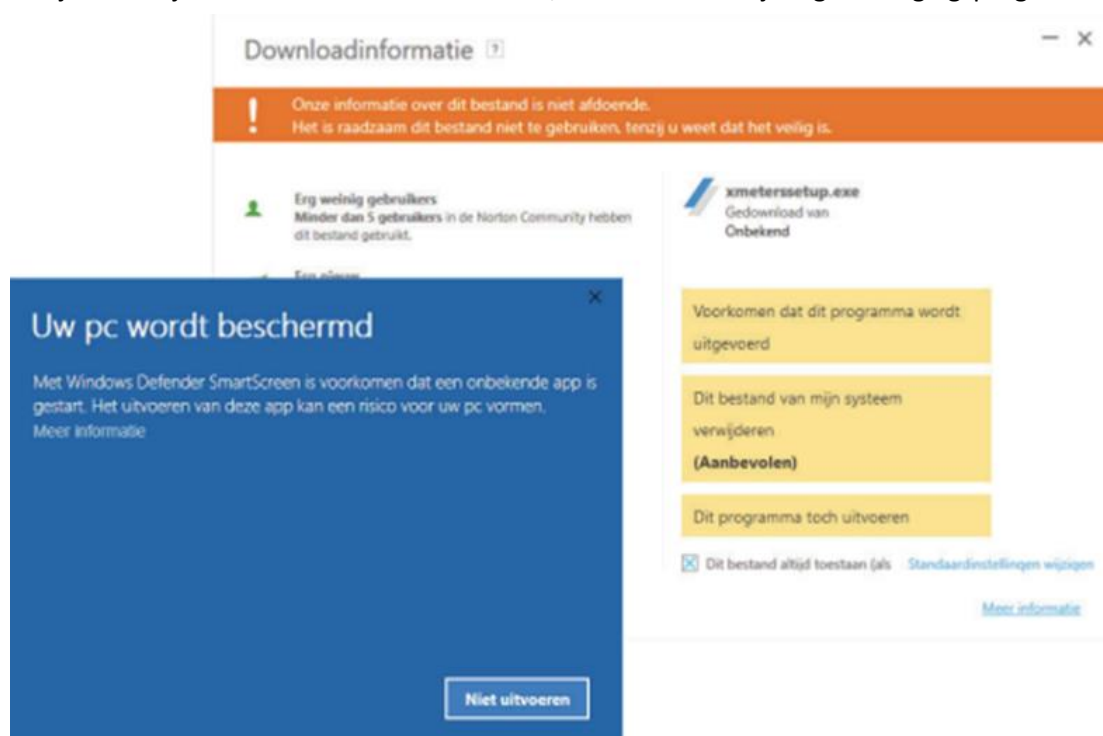 Downloadinformatie ?
Onze informatie over dit bestand is niet afdoende.
Het is raadzaam dit bestand niet te gebruiken, tenzij u weet dat het veilig is.
Erg weinig gebruikers
Minder dan 5 gebruikers in de Norton Community hebben
dit bestand gebruikt.
Erg nieuw
xmeterssetup.exe
Gedownload van
Onbekend
Voorkomen dat dit programma wordt
uitgevoerd
Dit bestand van mijn systeem
verwijderen
(Aanbevolen)
Dit programma toch uitvoeren
Dit bestand altijd toestaan (als Standaardinstellingen wijzigen
Meer informatie
Uw pc wordt beschermd
Met Windows Defender SmartScreen is voorkomen dat een onbekende app is
gestart. Het uitvoeren van deze app kan een risico voor uw pc vormen.
Meer informatie
Niet uitvoeren